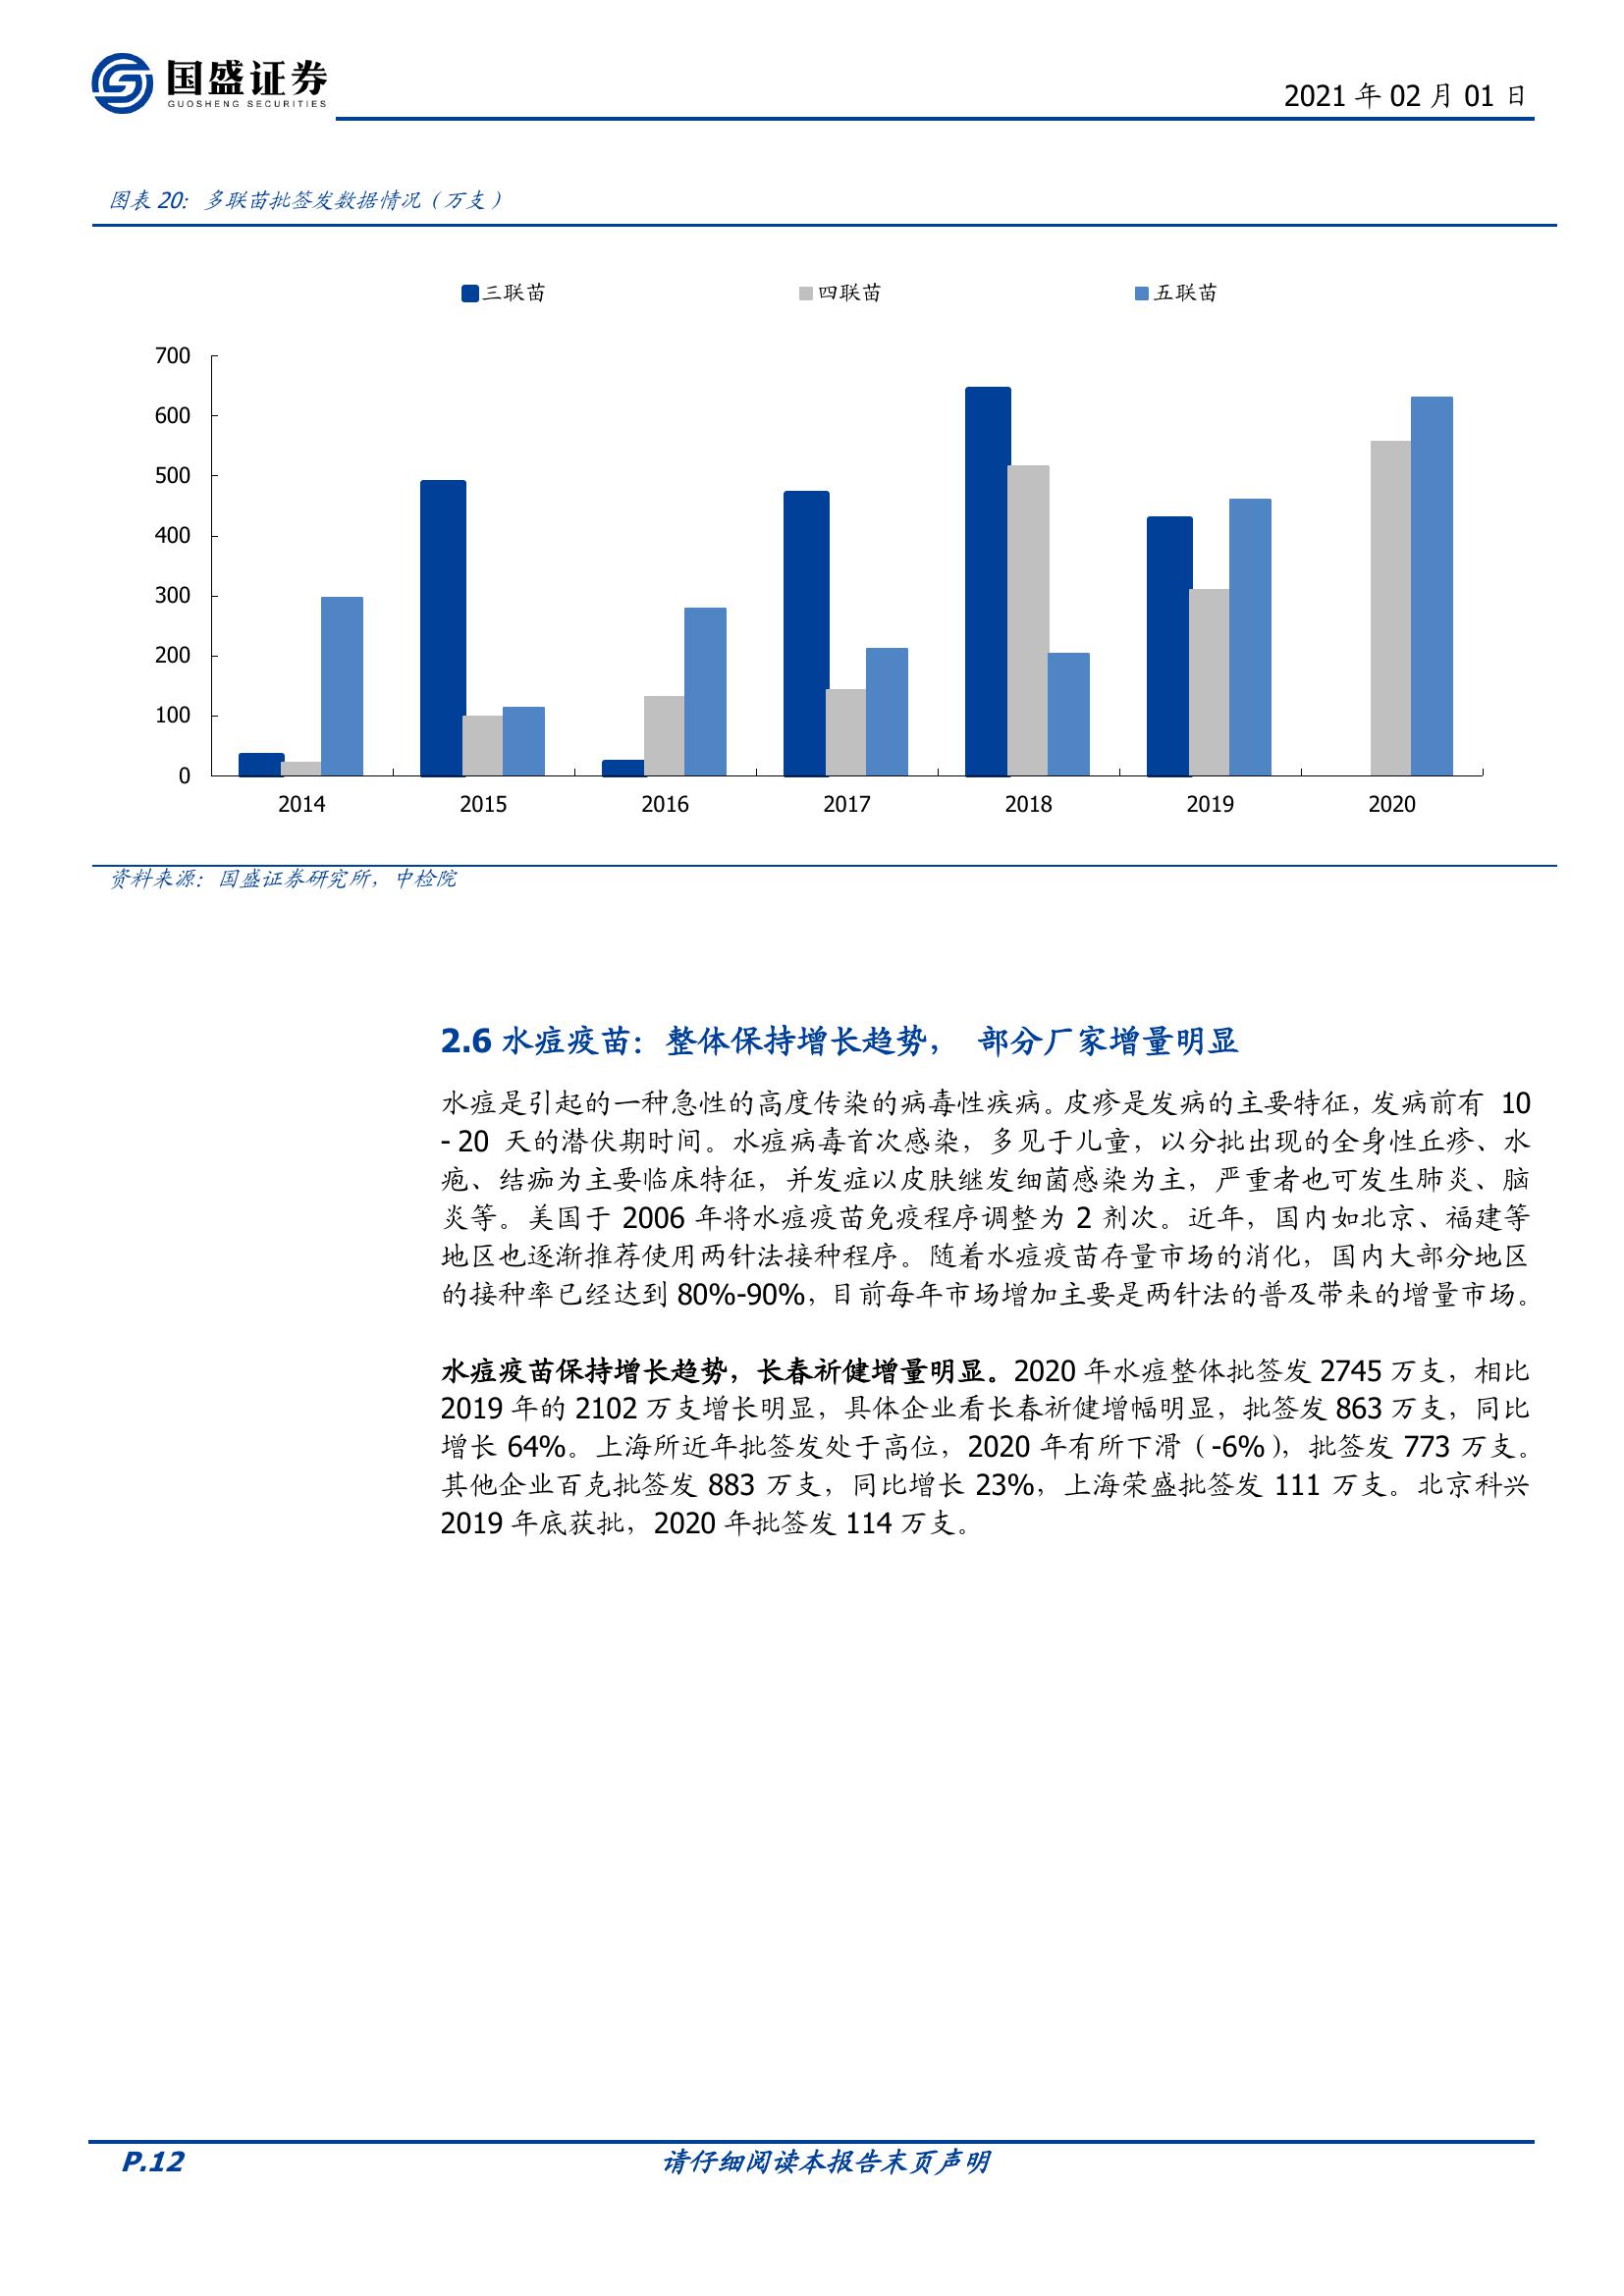 国盛证券
GUOSHENG SECURITIES
2021 年 02 月 01 日
图表 20：多联苗批签发数据情况（万支）
三联苗 四联苗 五联苗
700
600
500
400
300
200
100
0
2014 2015 2016 2017 2018 2019 2020
资料来源：国盛证券研究所，中检院
2.6 水痘疫苗：整体保持增长趋势， 部分厂家增量明显
水痘是引起的一种急性的高度传染的病毒性疾病。皮疹是发病的主要特征，发病前有 10
- 20 天的潜伏期时间。水痘病毒首次感染，多见于儿童，以分批出现的全身性丘疹、水
疱、结痂为主要临床特征，并发症以皮肤继发细菌感染为主，严重者也可发生肺炎、脑
炎等。美国于 2006 年将水痘疫苗免疫程序调整为 2 剂次。近年，国内如北京、福建等
地区也逐渐推荐使用两针法接种程序。随着水痘疫苗存量市场的消化，国内大部分地区
的接种率已经达到 80%-90%，目前每年市场增加主要是两针法的普及带来的增量市场。
水痘疫苗保持增长趋势，长春祈健增量明显。2020 年水痘整体批签发 2745 万支，相比
2019 年的 2102 万支增长明显，具体企业看长春祈健增幅明显，批签发 863 万支，同比
增长 64%。上海所近年批签发处于高位，2020 年有所下滑（-6%），批签发 773 万支。
其他企业百克批签发 883 万支，同比增长 23%，上海荣盛批签发 111 万支。北京科兴
2019 年底获批，2020 年批签发 114 万支。
P.12 请仔细阅读本报告末页声明